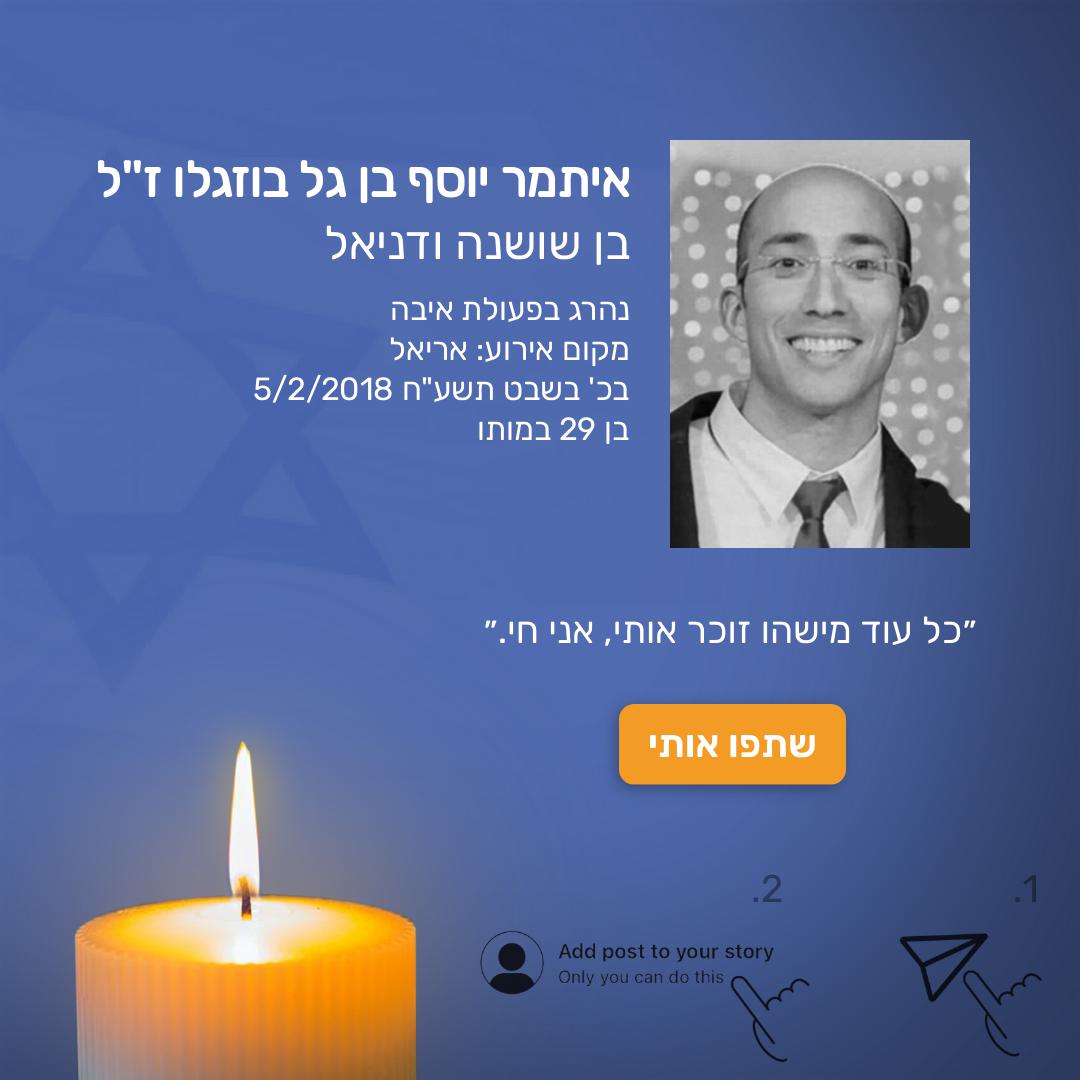 איתמר יוסף בן גל בוזגלו ז"ל
בן שושנה ודניאל
נהרג בפעולת איבה
מקום אירוע: אריאל
בכ' בשבט תשע"ח 5/2/2018
בן 29 במותו
״כל עוד מישהו זוכר אותי, אני חי.״
שתפו אותי
1.
2.
Add post to your story
Only you can do this